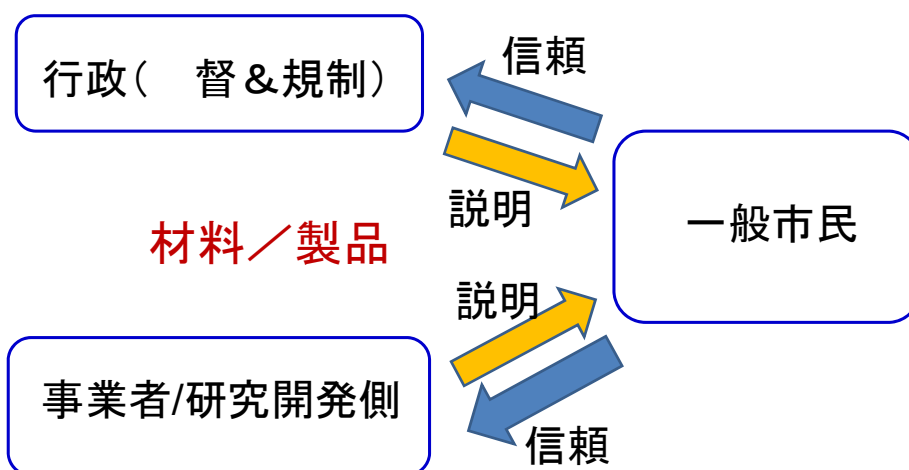 信頼
行政(　督＆規制)
説明
一般市民
材料／製品
説明
事業者/研究開発側
信頼